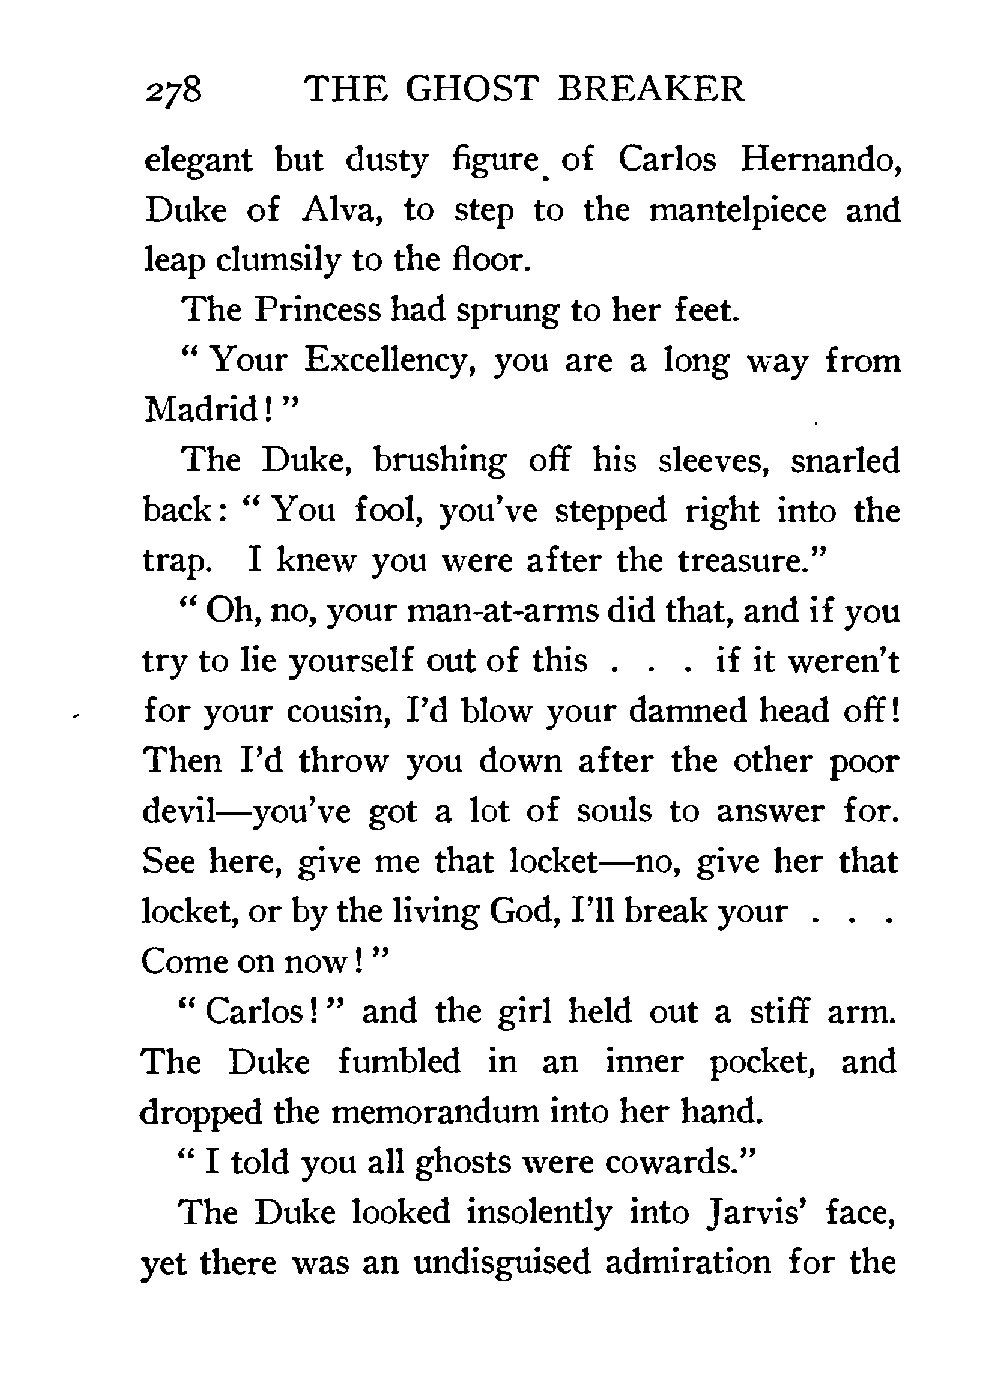 278 THE GHOST BREAKER
elegant but dusty figure of Carlos Hernando,
Duke of Alva, to step to the mantelpiece and
leap clumsily to the floor.
The Princess had sprung to her feet.
“ Your Excellency, you are a long way from
Madrid ! ”
The Duke, brushing off his sleeves, snarled
back : “ You fool, you’ve stepped right into the
trap. I knew you were after the treasure.”
“ Oh, no, your man-at-arms did that, and if you
try to lie yourself out of this . . . if it weren’t
for your cousin, I’d blow your damned head off !
Then I’d throw you down after the other poor
devil—you’ve got a lot of souls to answer for.
See here, give me that locket—no, give her that
locket, or by the living God, I’ll break your . . .
Come on now ! ”
“ Carlos ! ” and the girl held out a stiff arm.
The Duke fumbled in an inner pocket, and
dropped the memorandum into her hand.
“ I told you all ghosts were cowards.”
The Duke looked insolently into Jarvis’ face,
yet there was an undisguised admiration for the